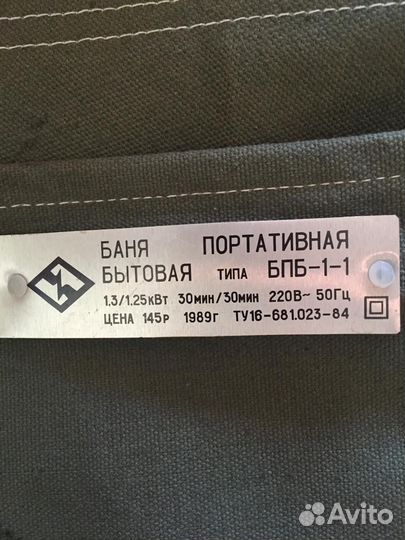 БАНЯ ПОРТАТИВНАЯ
БЫТОВАЯ ТИПА БПБ-1-1
1.3/1.25кВт 30мин/30мин 220В~ 50Гц
ЦЕНА 145р 1989г ТУ16-681.023-84
Avito